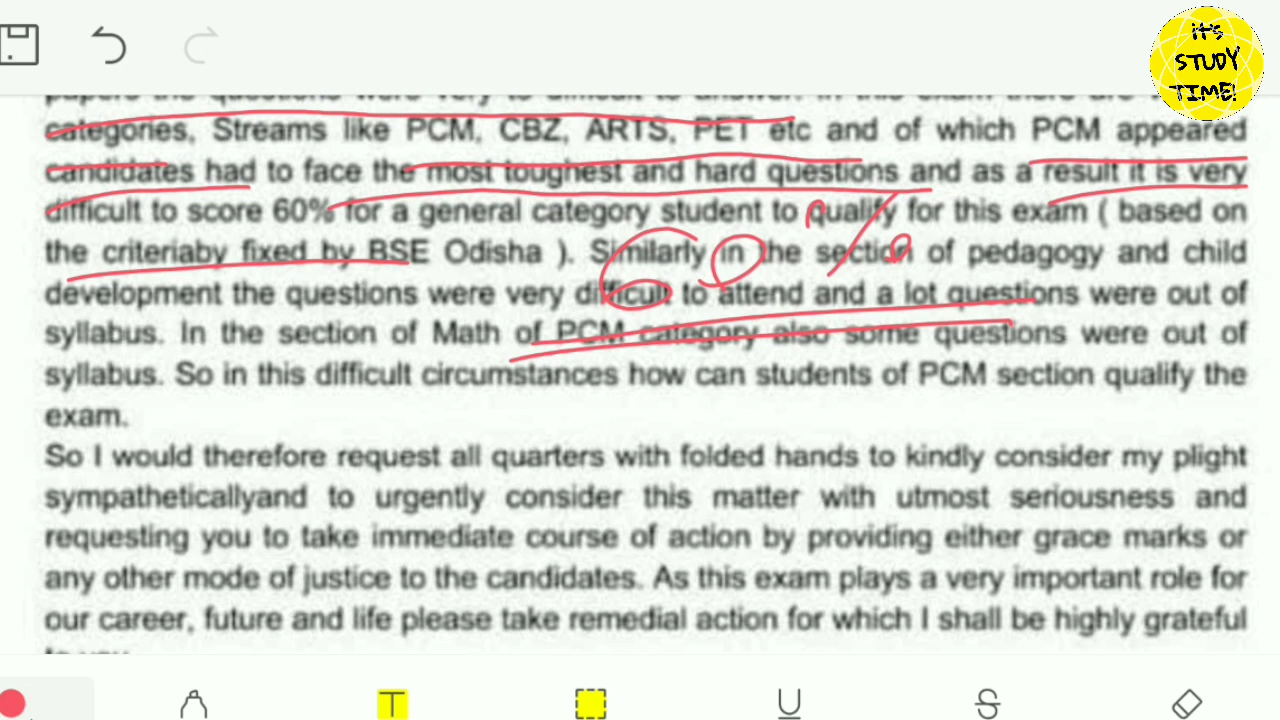 It's
STUDY
TIME!
categories, Streams like PCM, CBZ, ARTS, PET etc and of which PCM appeared
candidates had to face the most toughest and hard questions and as a result it is very
difficult to score 60% for a general category student to qualify for this exam ( based on
the criteriaby fixed by BSE Odisha ). Similarly in the section of pedagogy and child
60%
development the questions were very difficult to attend and a lot questions were out of
syllabus. In the section of Math of PCM category also some questions were out of
syllabus. So in this difficult circumstances how can students of PCM section qualify the
exam.
So I would therefore request all quarters with folded hands to kindly consider my plight
sympatheticallyand to urgently consider this matter with utmost seriousness and
requesting you to take immediate course of action by providing either grace marks or
any other mode of justice to the candidates. As this exam plays a very important role for
our career, future and life please take remedial action for which I shall be highly grateful
T
U
S